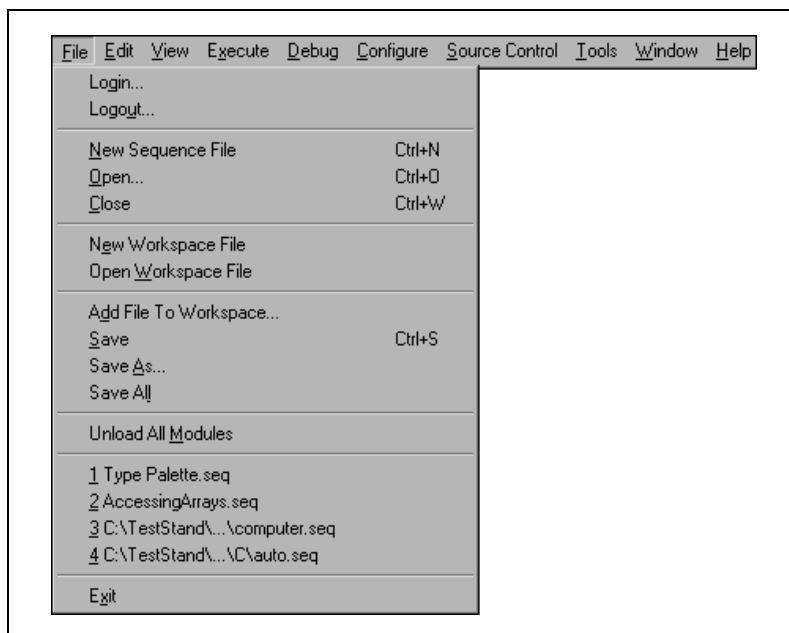 File Edit View Execute Debug Configure Source Control Tools Window Help
Login...
Logout...
New Sequence File Ctrl+N
Open... Ctrl+O
Close Ctrl+W
New Workspace File
Open Workspace File
Add File To Workspace...
Save Ctrl+S
Save As...
Save All
Unload All Modules
1 Type Palette.seq
2 AccessingArrays.seq
3 C:\TestStand\...\computer.seq
4 C:\TestStand\...\C\auto.seq
Exit